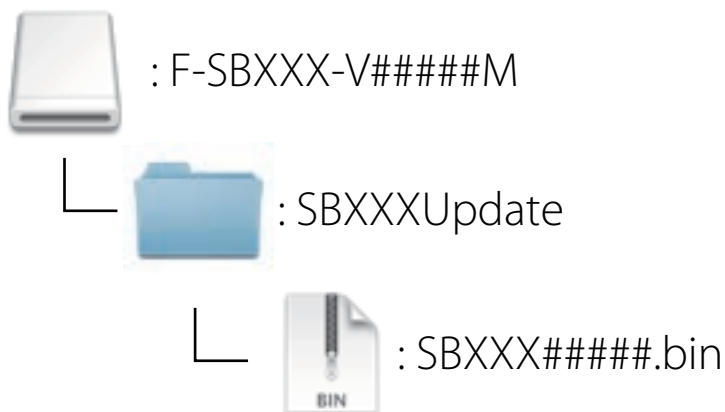 : F-SBXXX-V#####M
: SBXXXUpdate
: SBXXX#####.bin
BIN